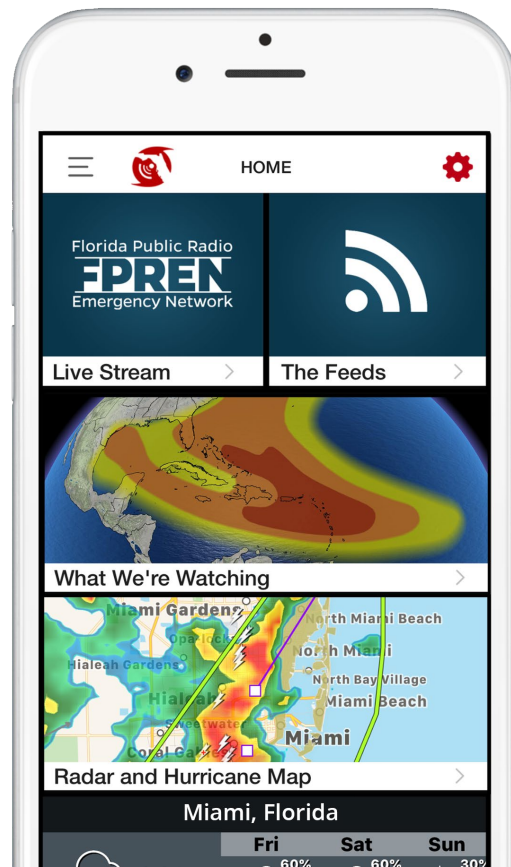 HOME
Florida Public Radio
FPREN
Emergency Network
Live Stream
The Feeds
What We're Watching
Miami Gardens
North Miami Beach
Opa-locka
North Miami
Hialeah Gardens
North Bay Village
Hialeah
Miami Beach
Sweetwater
Miami
Coral Gables
Radar and Hurricane Map
Miami, Florida
Fri Sat Sun
60% 60% 30%